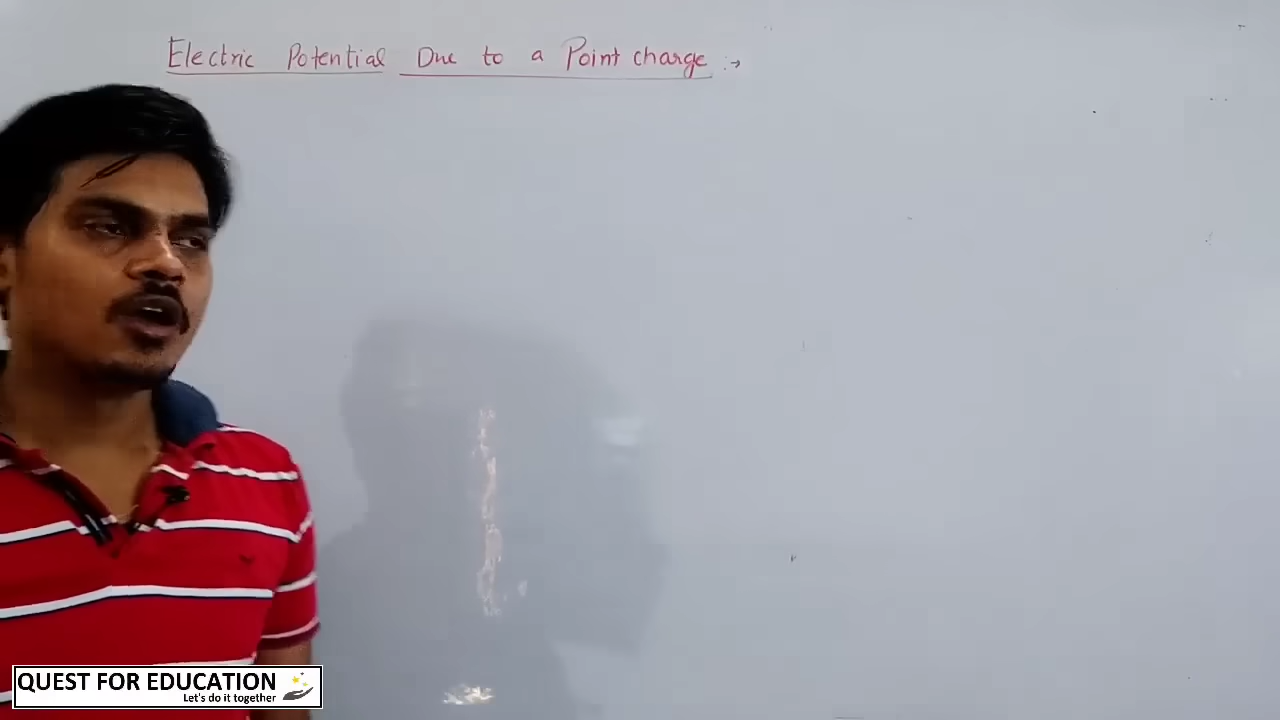 Electric Potential Due to a Point charge :→
QUEST FOR EDUCATION
Let's do it together